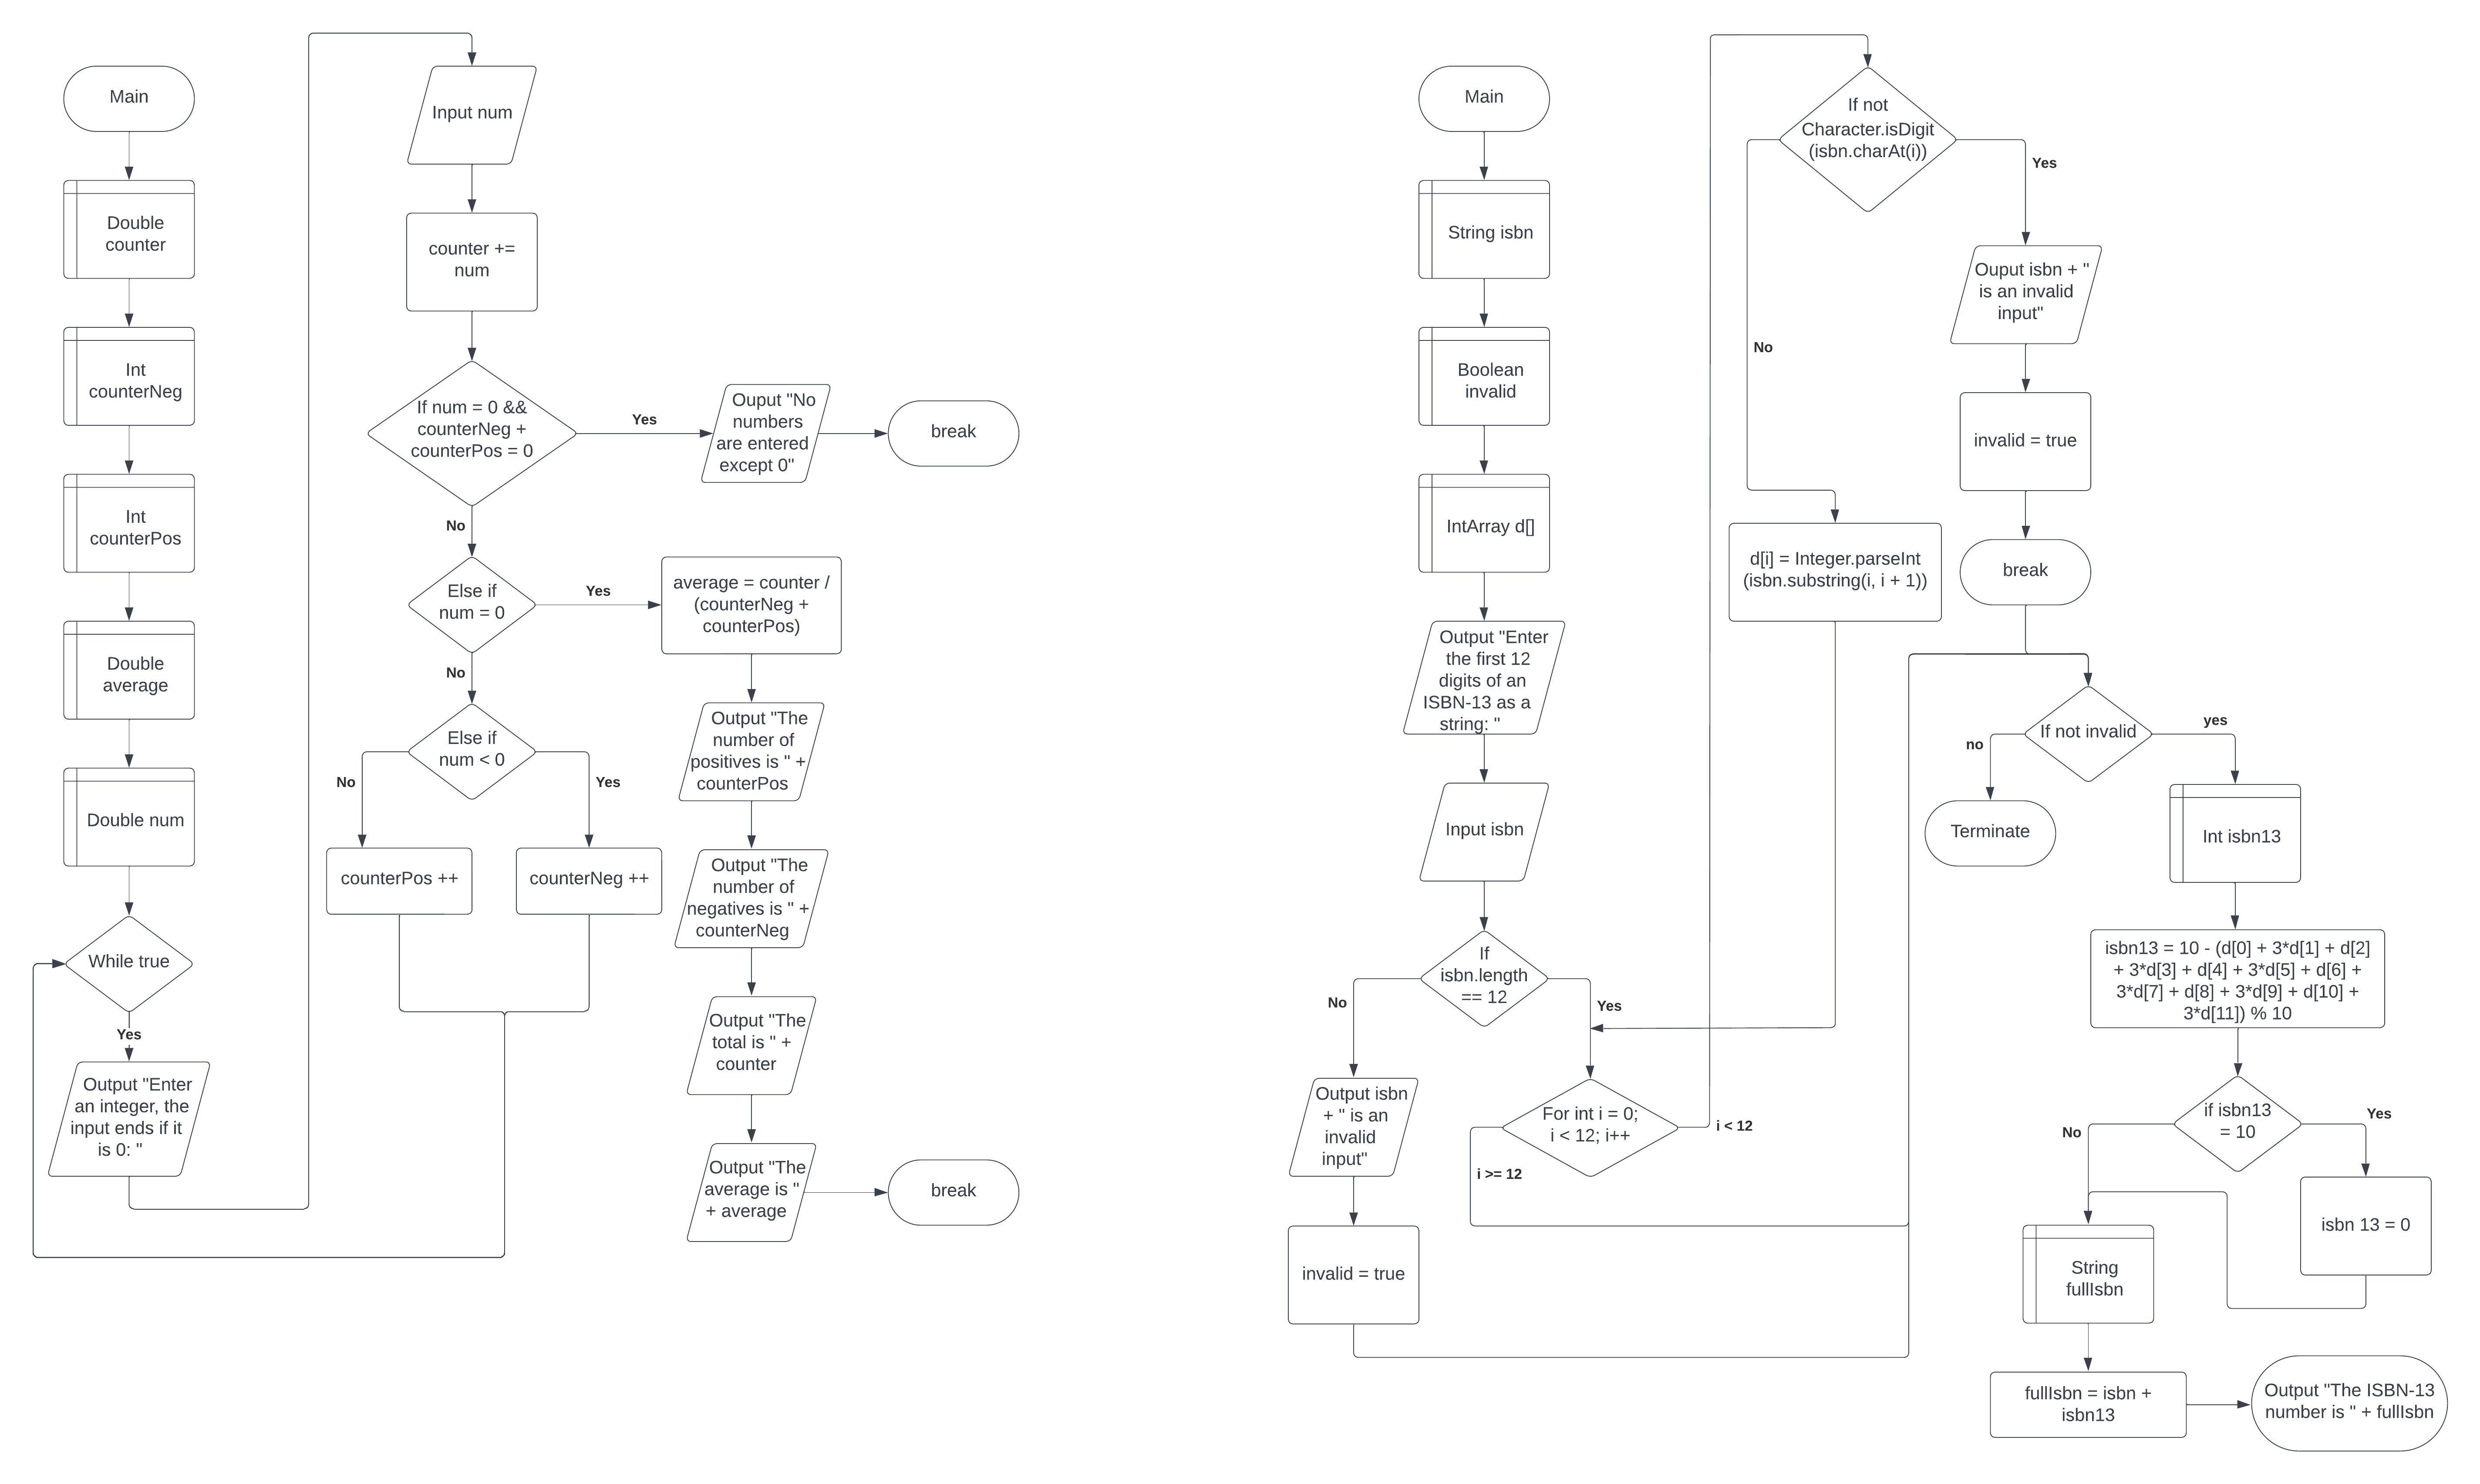 Main
Double
counter
Int
counterNeg
Int
counterPos
Double
average
Double num
While true
Yes
Output "Enter
an integer, the
input ends if it
is 0: "
Input num
counter +=
num
If num = 0 &&
counterNeg +
counterPos = 0
Yes
Ouput "No
numbers
are entered
except 0"
break
No
Else if
num = 0
Yes
average = counter /
(counterNeg +
counterPos)
No
Else if
num < 0
No
Yes
counterPos ++
counterNeg ++
Output "The
number of
positives is " +
counterPos
Output "The
number of
negatives is " +
counterNeg
Output "The
total is " +
counter
Output "The
average is "
+ average
break
Main
String isbn
Boolean
invalid
IntArray d[]
Output "Enter
the first 12
digits of an
ISBN-13 as a
string: "
Input isbn
If
isbn.length
== 12
No
Yes
Output isbn
+ " is an
invalid
input"
invalid = true
For int i = 0;
i < 12; i++
i < 12
i >= 12
If not
Character.isDigit
(isbn.charAt(i))
Yes
No
Ouput isbn + "
is an invalid
input"
invalid = true
break
d[i] = Integer.parseInt
(isbn.substring(i, i + 1))
If not invalid
no
yes
Terminate
Int isbn13
isbn13 = 10 - (d[0] + 3*d[1] + d[2]
+ 3*d[3] + d[4] + 3*d[5] + d[6] +
3*d[7] + d[8] + 3*d[9] + d[10] +
3*d[11]) % 10
if isbn13
= 10
No
Yes
isbn 13 = 0
String
fullIsbn
fullIsbn = isbn +
isbn13
Output "The ISBN-13
number is " + fullIsbn